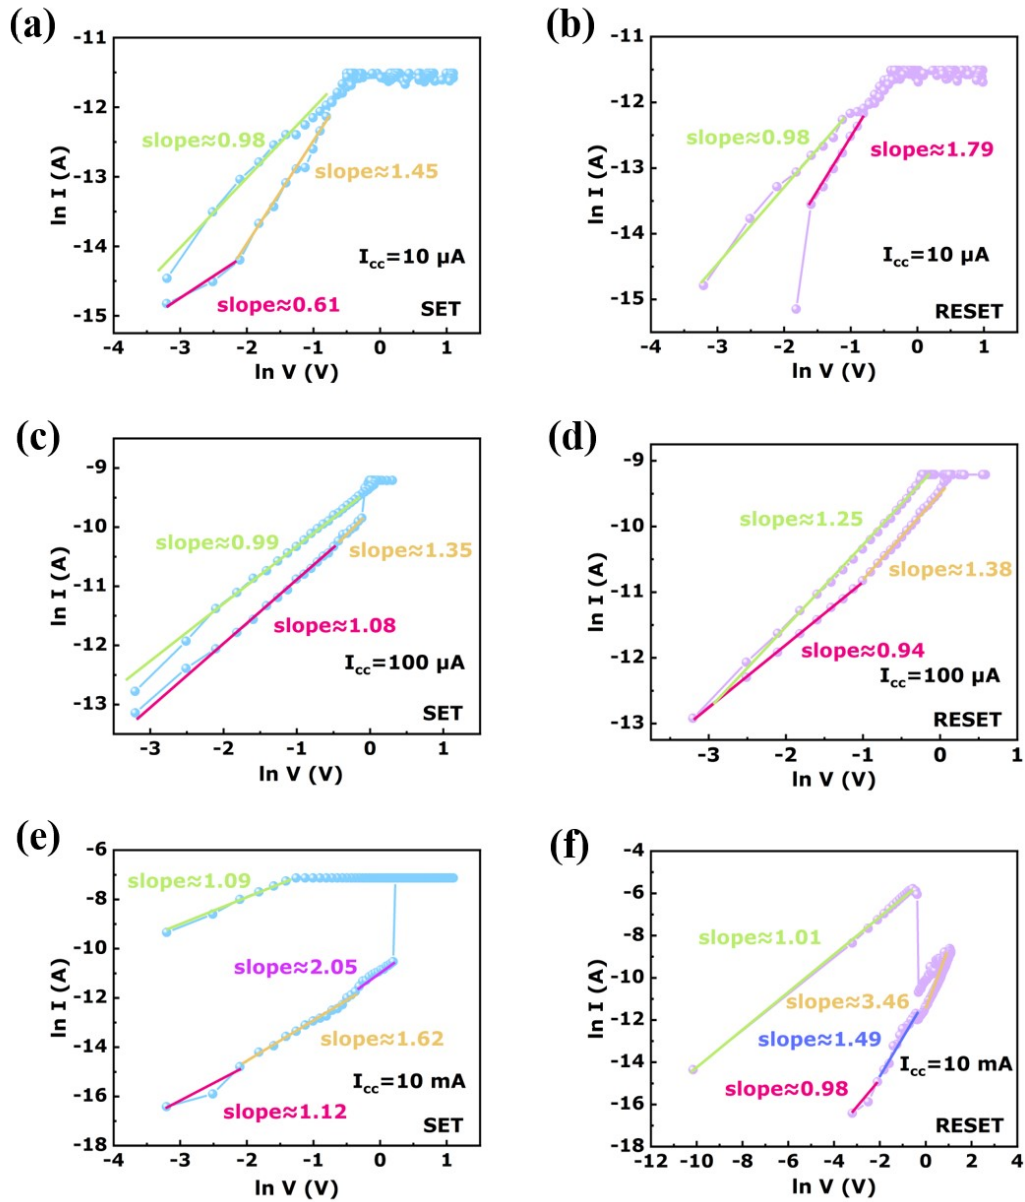 (a)
-11
-12
-13
-14
-15
ln I (A)
slope≈0.98
slope≈1.45
slope≈0.61
I_cc=10 μA
SET
-4 -3 -2 -1 0 1
ln V (V)
(b)
-11
-12
-13
-14
-15
ln I (A)
slope≈0.98
slope≈1.79
I_cc=10 μA
RESET
-4 -3 -2 -1 0 1
ln V (V)
(c)
-9
-10
-11
-12
-13
ln I (A)
slope≈0.99
slope≈1.35
slope≈1.08
I_cc=100 μA
SET
-3 -2 -1 0 1
ln V (V)
(d)
-9
-10
-11
-12
-13
ln I (A)
slope≈1.25
slope≈1.38
slope≈0.94
I_cc=100 μA
RESET
-3 -2 -1 0 1
ln V (V)
(e)
-6
-8
-10
-12
-14
-16
-18
ln I (A)
slope≈1.09
slope≈2.05
slope≈1.62
I_cc=10 mA
slope≈1.12
SET
-4 -3 -2 -1 0 1
ln V (V)
(f)
-4
-6
-8
-10
-12
-14
-16
-18
ln I (A)
slope≈1.01
slope≈3.46
slope≈1.49
I_cc=10 mA
slope≈0.98
RESET
-12 -10 -8 -6 -4 -2 0 2 4
ln V (V)